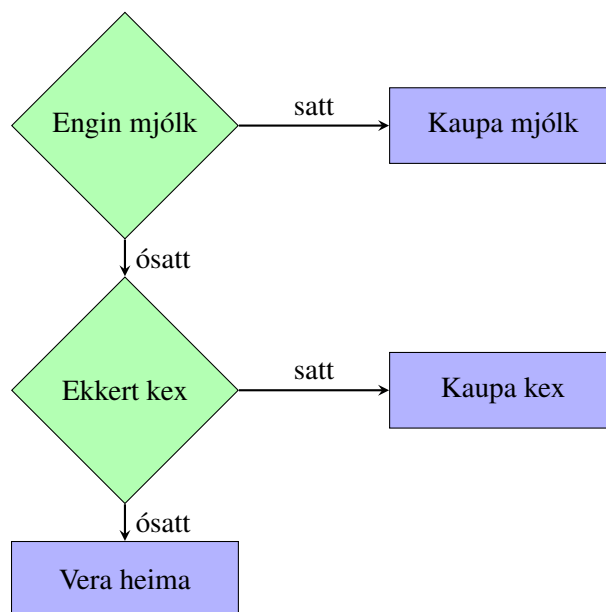 Engin mjólk
satt
Kaupa mjólk
ósatt
Ekkert kex
satt
Kaupa kex
ósatt
Vera heima